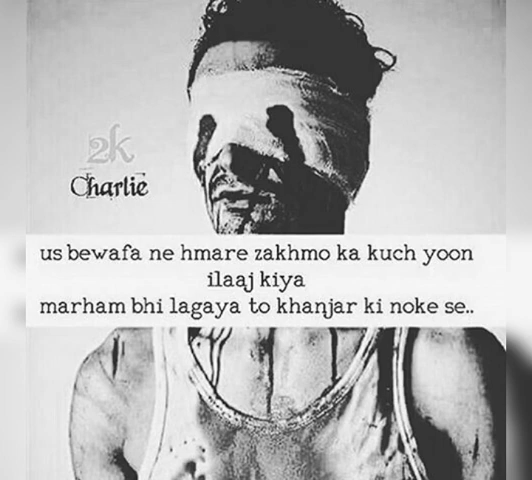 2k
Charlie
us bewafa ne hmare zakhmo ka kuch yoon
ilaaj kiya
marham bhi lagaya to khanjar ki noke se..